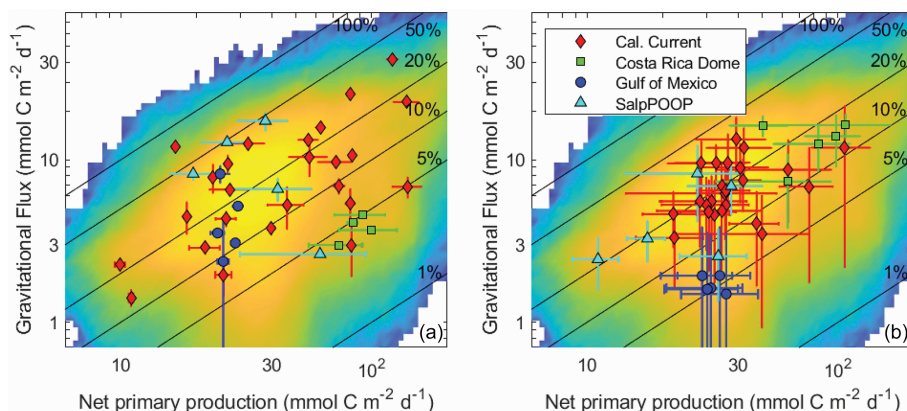 100%
50%
20%
10%
5%
1%
30
10
3
1
Gravitational Flux (mmol C m-2 d-1)
(a)
10
30
10²
Net primary production (mmol C m-2 d-1)
Cal. Current
Costa Rica Dome
Gulf of Mexico
SalpPOOP
100%
50%
20%
10%
5%
1%
30
10
3
1
Gravitational Flux (mmol C m-2 d-1)
(b)
10
30
10²
Net primary production (mmol C m-2 d-1)